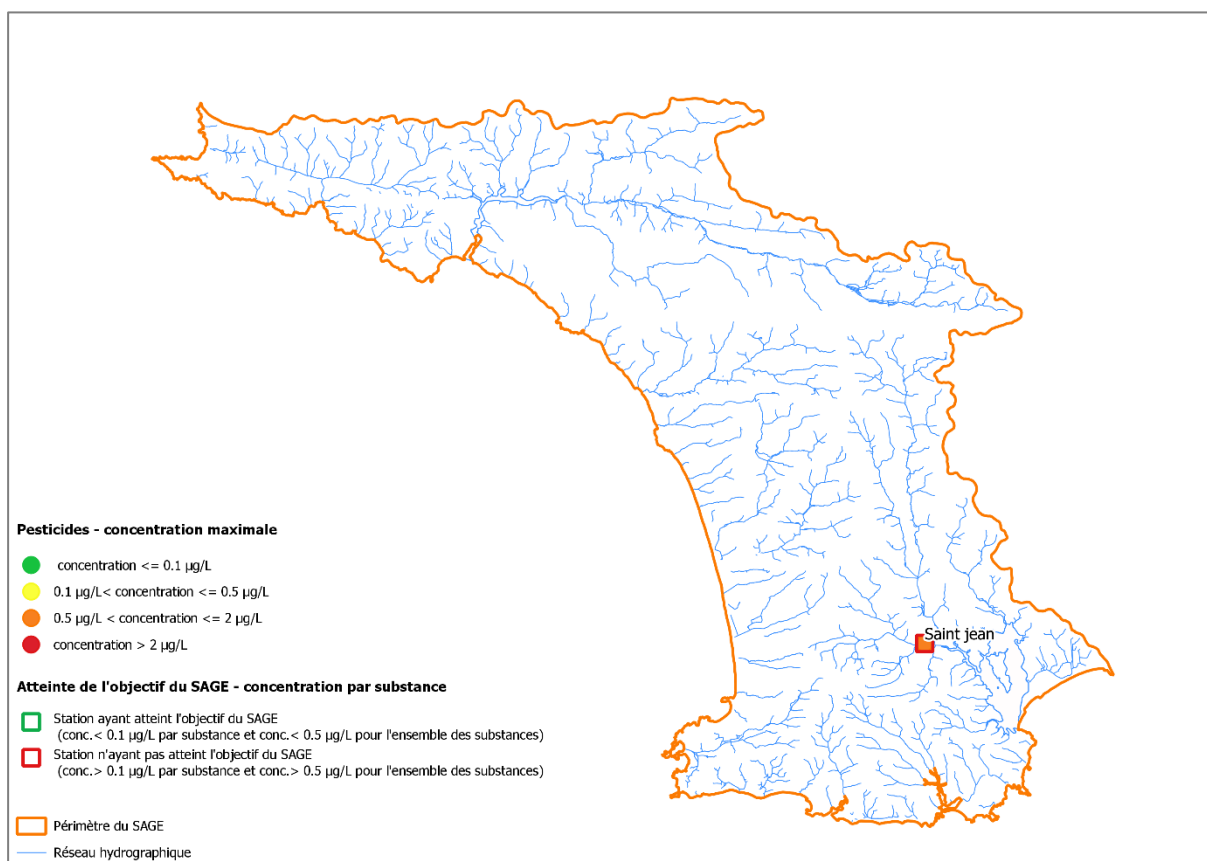 Saint jean
Pesticides - concentration maximale
concentration <= 0.1 µg/L
0.1 µg/L< concentration <= 0.5 µg/L
0.5 µg/L < concentration <= 2 µg/L
concentration > 2 µg/L
Atteinte de l'objectif du SAGE - concentration par substance
Station ayant atteint l'objectif du SAGE
(conc.< 0.1 µg/L par substance et conc.< 0.5 µg/L pour l'ensemble des substances)
Station n'ayant pas atteint l'objectif du SAGE
(conc.> 0.1 µg/L par substance et conc.> 0.5 µg/L pour l'ensemble des substances)
Périmètre du SAGE
Réseau hydrographique